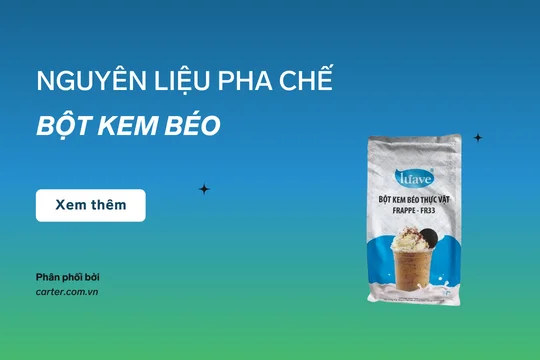 NGUYÊN LIỆU PHA CHẾ
BỘT KEM BÉO
Xem thêm
Phân phối bởi
carter.com.vn
lúave
BỘT KEM BÉO THỰC VẬT
FRAPPE - FR33